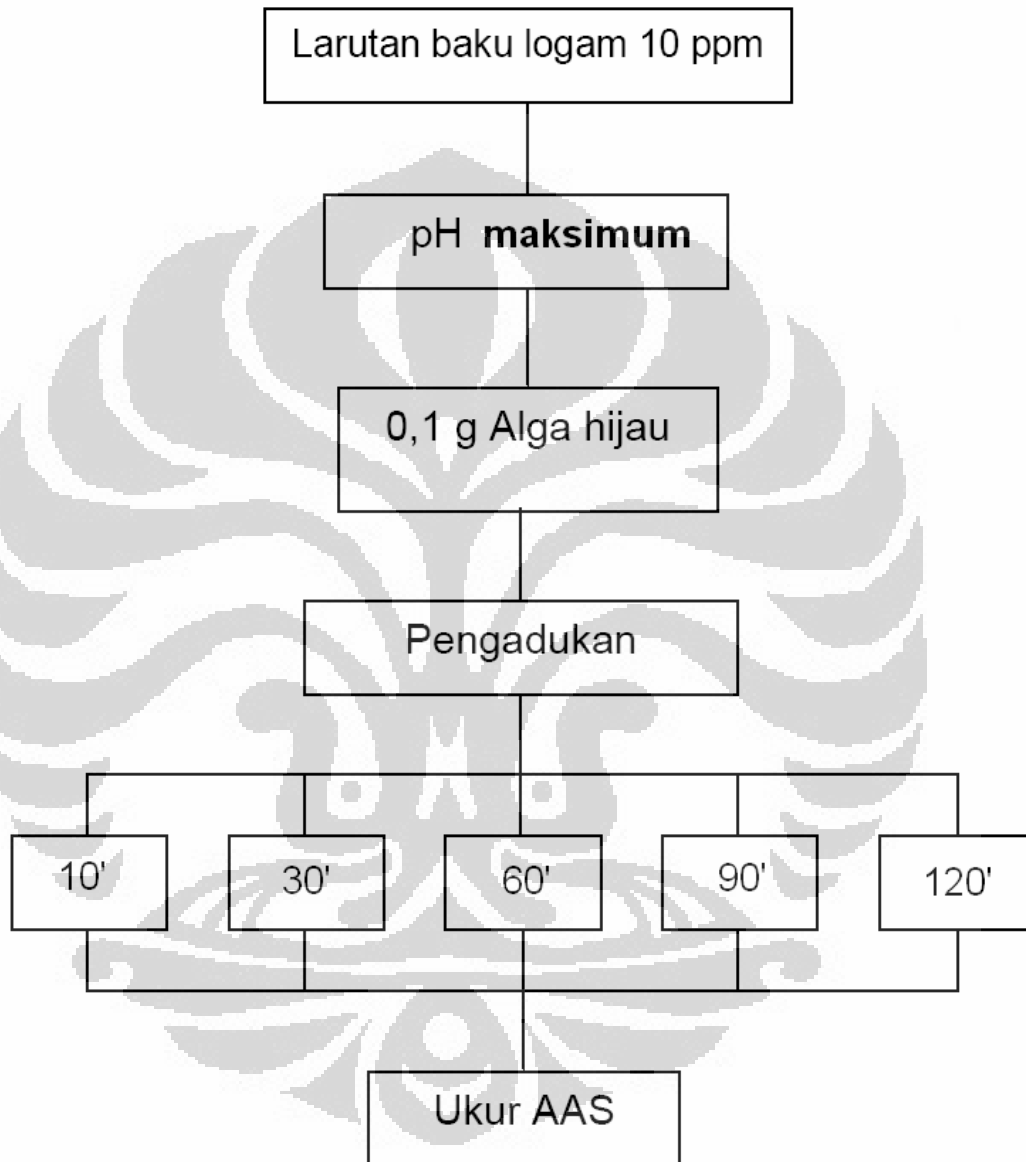 Larutan baku logam 10 ppm
pH maksimum
0,1 g Alga hijau
Pengadukan
10' 30' 60' 90' 120'
Ukur AAS